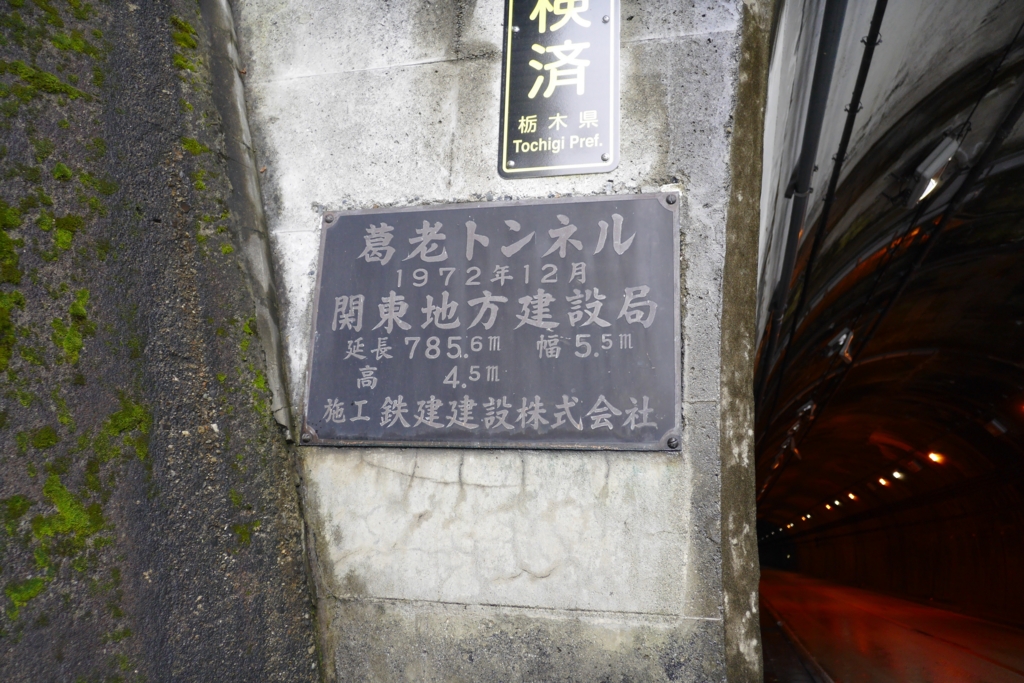 検
済
栃木県
Tochigi Pref.
葛老トンネル
1972年12月
関東地方建設局
延長 785.6m 幅 5.5m
高 4.5m
施工 鉄建建設株式会社